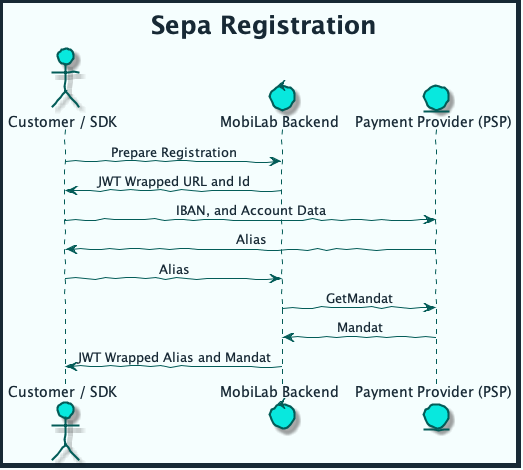 Sepa Registration
Customer / SDK
MobiLab Backend
Payment Provider (PSP)
Prepare Registration
JWT Wrapped URL and Id
IBAN, and Account Data
Alias
Alias
GetMandat
Mandat
JWT Wrapped Alias and Mandat
Customer / SDK
MobiLab Backend
Payment Provider (PSP)